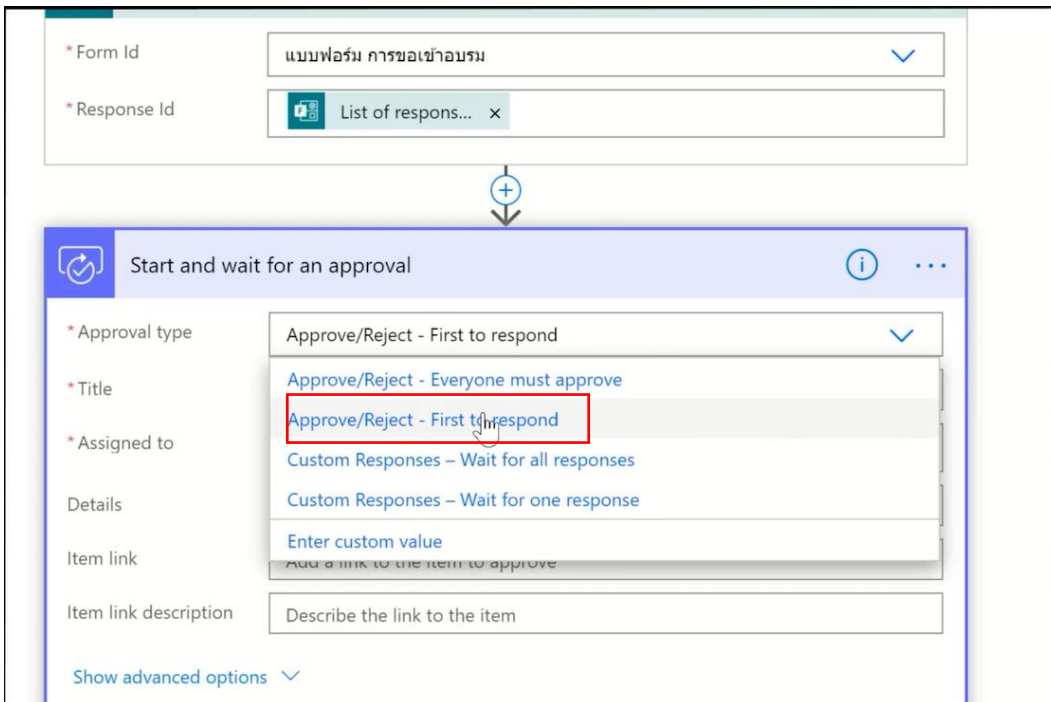 * Form Id
แบบฟอร์ม การขอเข้าอบรม
* Response Id
List of respons... ×
Start and wait for an approval
* Approval type
Approve/Reject - First to respond
* Title
Approve/Reject - Everyone must approve
Approve/Reject - First to respond
* Assigned to
Custom Responses – Wait for all responses
Details
Custom Responses – Wait for one response
Enter custom value
Item link
Add a link to the item to approve
Item link description
Describe the link to the item
Show advanced options